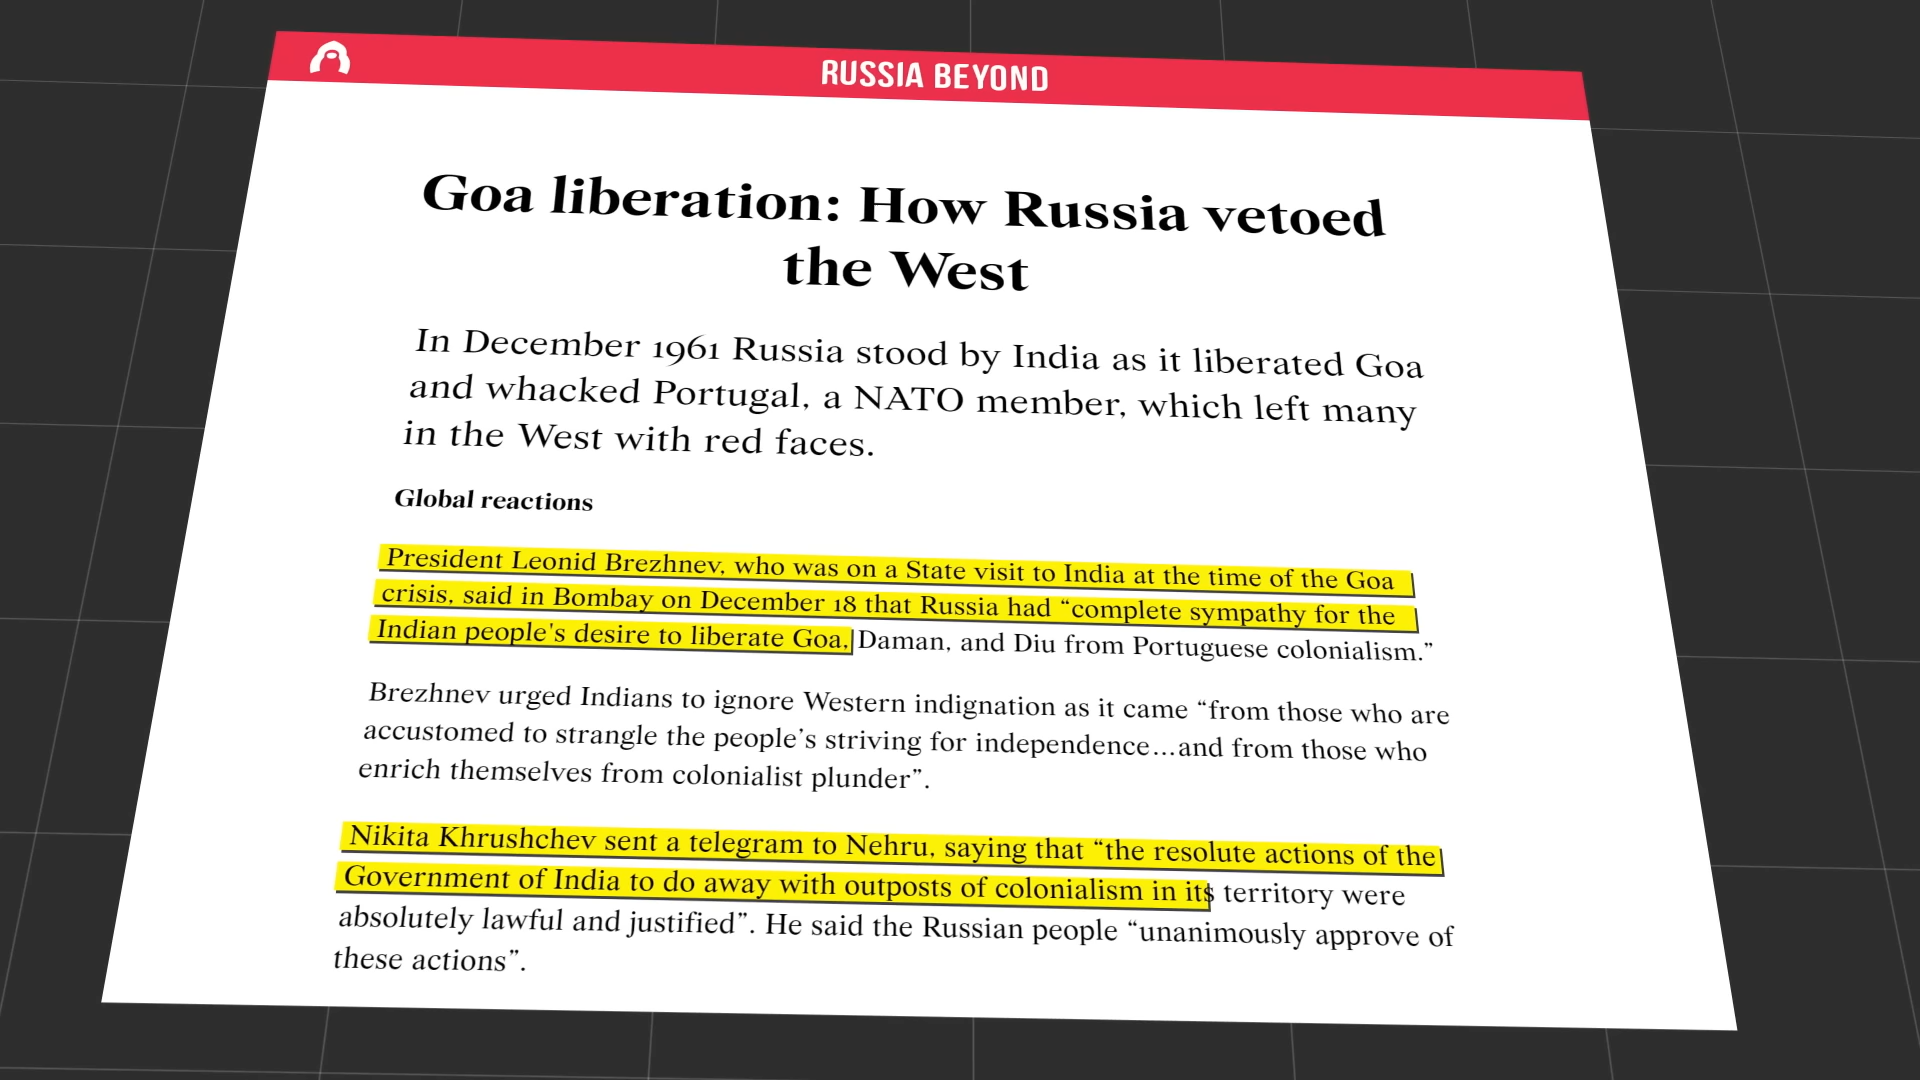 RUSSIA BEYOND
Goa liberation: How Russia vetoed
the West
In December 1961 Russia stood by India as it liberated Goa
and whacked Portugal, a NATO member, which left many
in the West with red faces.
Global reactions
President Leonid Brezhnev, who was on a State visit to India at the time of the Goa
crisis, said in Bombay on December 18 that Russia had “complete sympathy for the
Indian people's desire to liberate Goa, Daman, and Diu from Portuguese colonialism.”
Brezhnev urged Indians to ignore Western indignation as it came “from those who are
accustomed to strangle the people’s striving for independence...and from those who
enrich themselves from colonialist plunder”.
Nikita Khrushchev sent a telegram to Nehru, saying that “the resolute actions of the
Government of India to do away with outposts of colonialism in its territory were
absolutely lawful and justified”. He said the Russian people “unanimously approve of
these actions”.